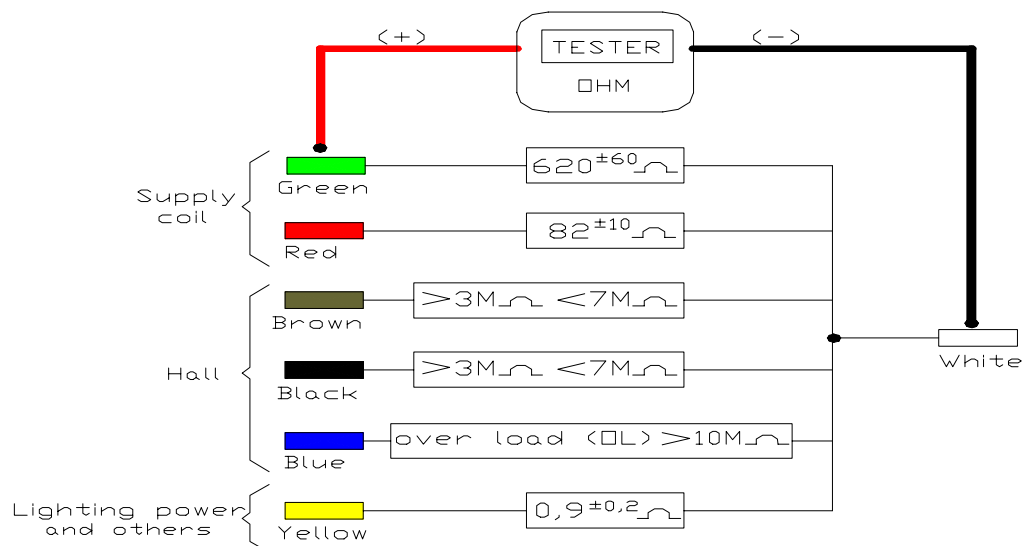 (+)
TESTER
(-)
OHM
620±60Ω
Green
Supply
coil
82±10Ω
Red
>3MΩ <7MΩ
Brown
White
Hall
>3MΩ <7MΩ
Black
over load (OL) >10MΩ
Blue
Lighting power
and others
0,9±0,2Ω
Yellow